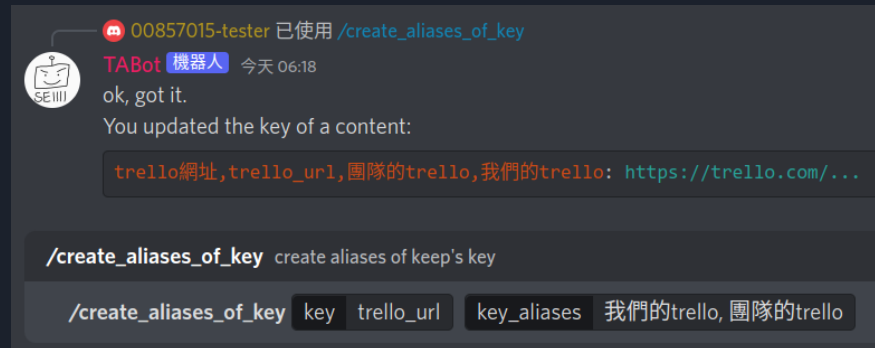 00857015-tester 已使用 /create_aliases_of_key
TABot 機器人 今天 06:18
SEIIII
ok, got it.
You updated the key of a content:
trello網址,trello_url,團隊的trello,我們的trello: https://trello.com/...
/create_aliases_of_key create aliases of keep's key
/create_aliases_of_key key trello_url key_aliases 我們的trello, 團隊的trello